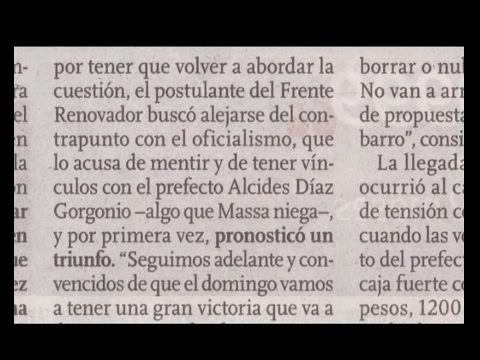 por tener que volver a abordar la
cuestión, el postulante del Frente
Renovador buscó alejarse del con-
trapunto con el oficialismo, que
lo acusa de mentir y de tener vín-
culos con el prefecto Alcides Díaz
Gorgonio –algo que Massa niega–,
y por primera vez, pronosticó un
triunfo. “Seguimos adelante y con-
vencidos de que el domingo vamos
a tener una gran victoria que va a
borrar o nul
No van a arr
de propuesta
barro”, consi
La llegada
ocurrió al ca
de tensión co
cuando las ve
to del prefec
caja fuerte c
pesos, 1200